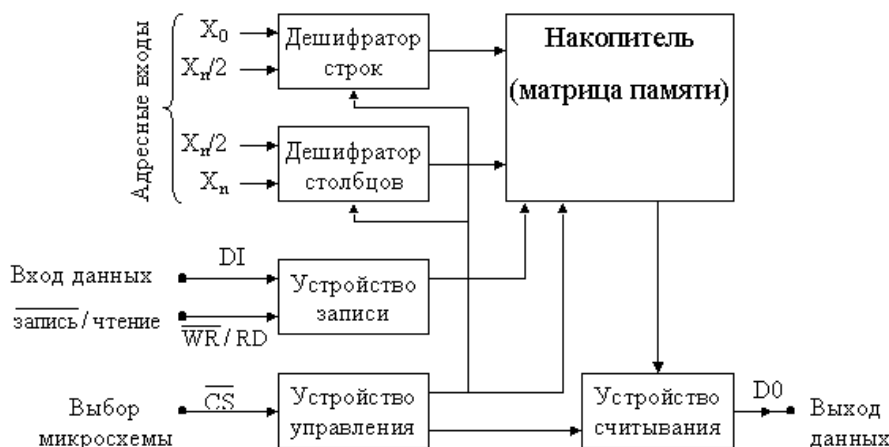 Адресные входы
X0
Xn/2
Дешифратор
строк
Накопитель
(матрица памяти)
Xn/2
Xn
Дешифратор
столбцов
Вход данных
DI
Устройство
записи
запись/чтение
WR/RD
Выбор
микросхемы
CS
Устройство
управления
Устройство
считывания
D0
Выход
данных